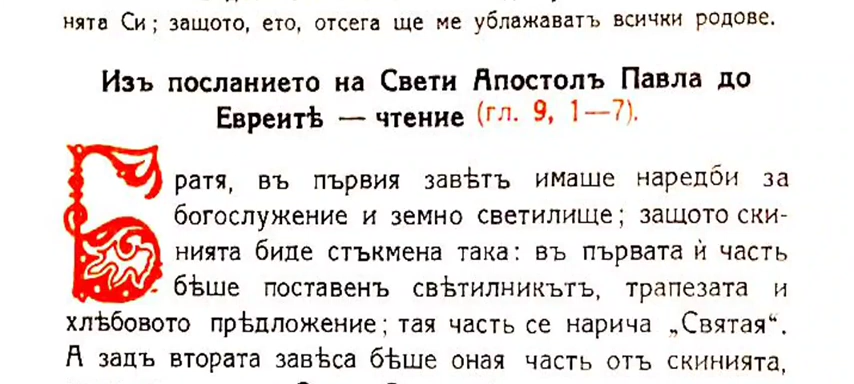 нята Си; защото, ето, отсега ще ме ублажаватъ всички родове.
Изъ посланието на Свети Апостолъ Павла до
Евреитѣ — чтение (гл. 9, 1—7).
Братя, въ първия завѣтъ имаше наредби за
богослужение и земно светилище; защото ски-
нията биде стъкмена така: въ първата ѝ часть
бѣше поставенъ свѣтилникътъ, трапезата и
хлѣбовото прѣдложение; тая часть се нарича „Святая“.
А задъ втората завѣса бѣше оная часть отъ скинията,